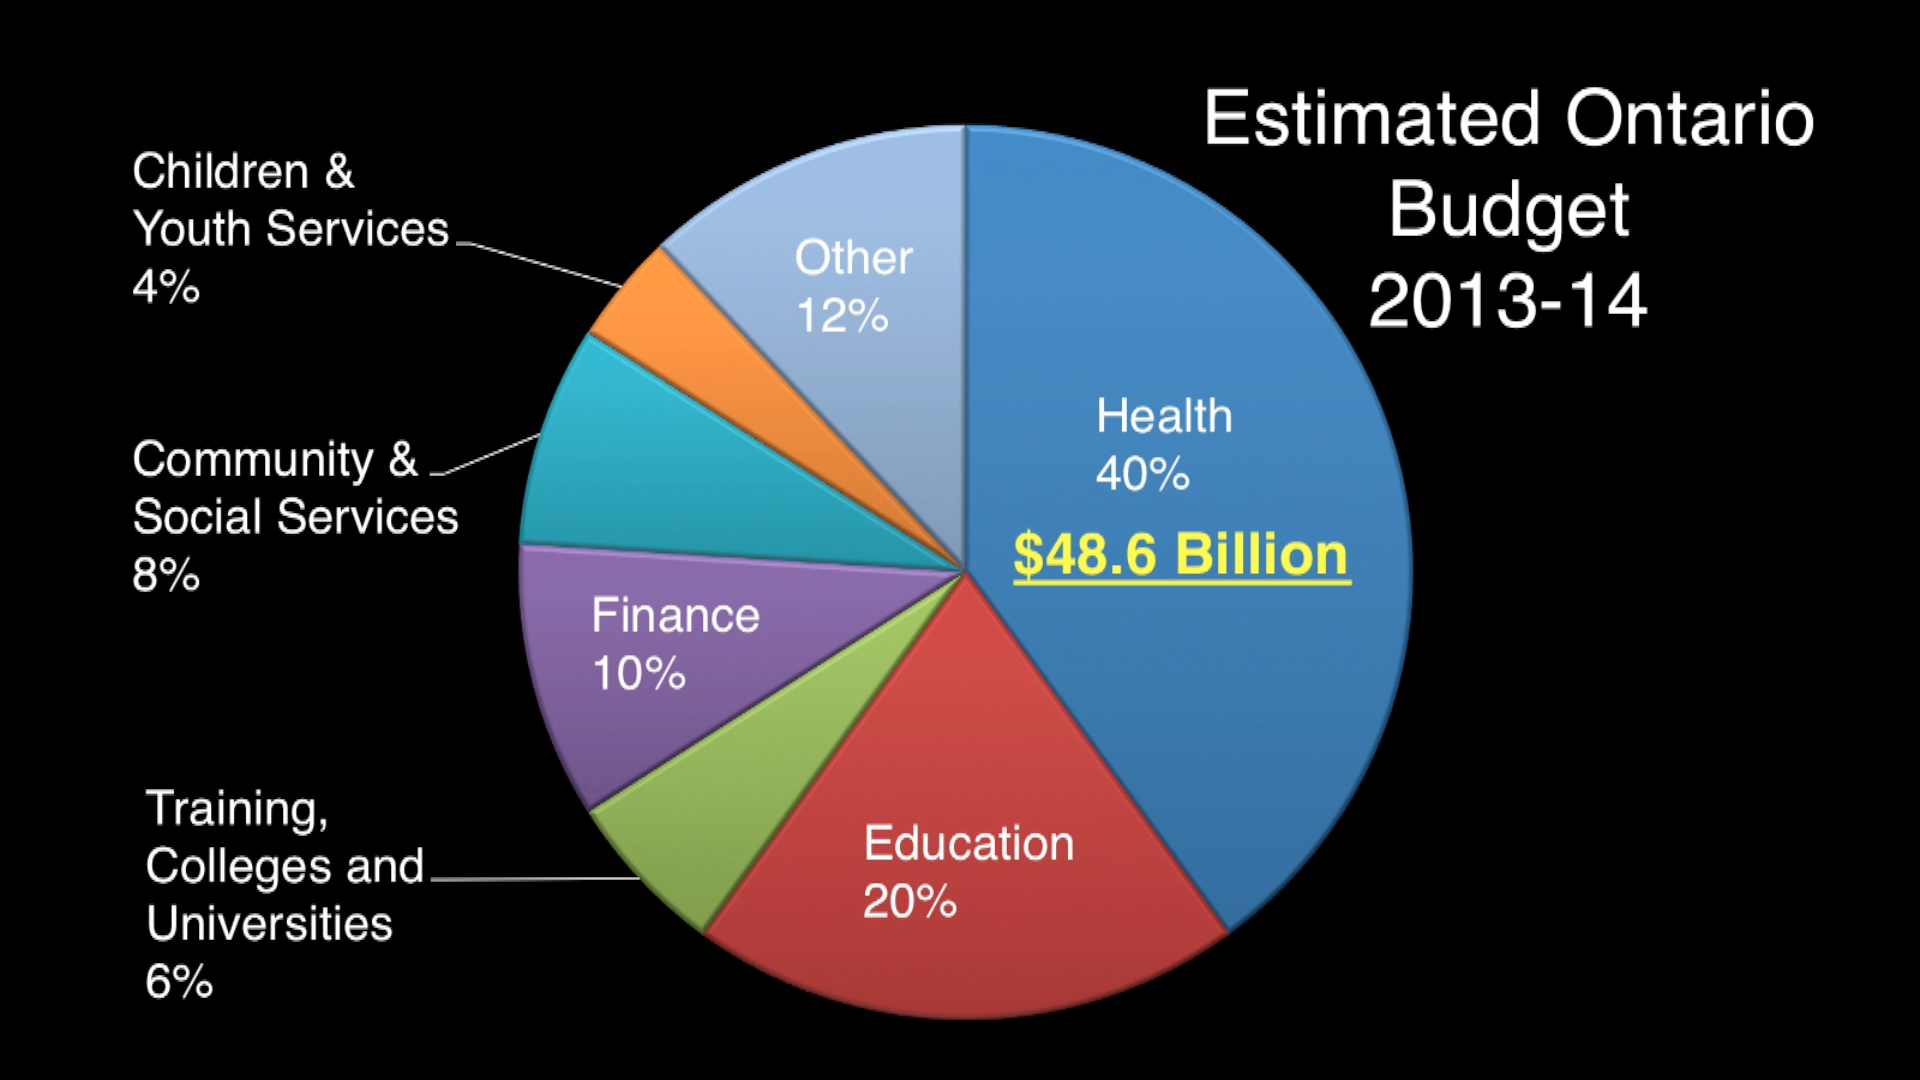 Estimated Ontario
Budget
2013-14
Children &
Youth Services
4%
Other
12%
Health
40%
$48.6 Billion
Community &
Social Services
8%
Finance
10%
Training,
Colleges and
Universities
6%
Education
20%